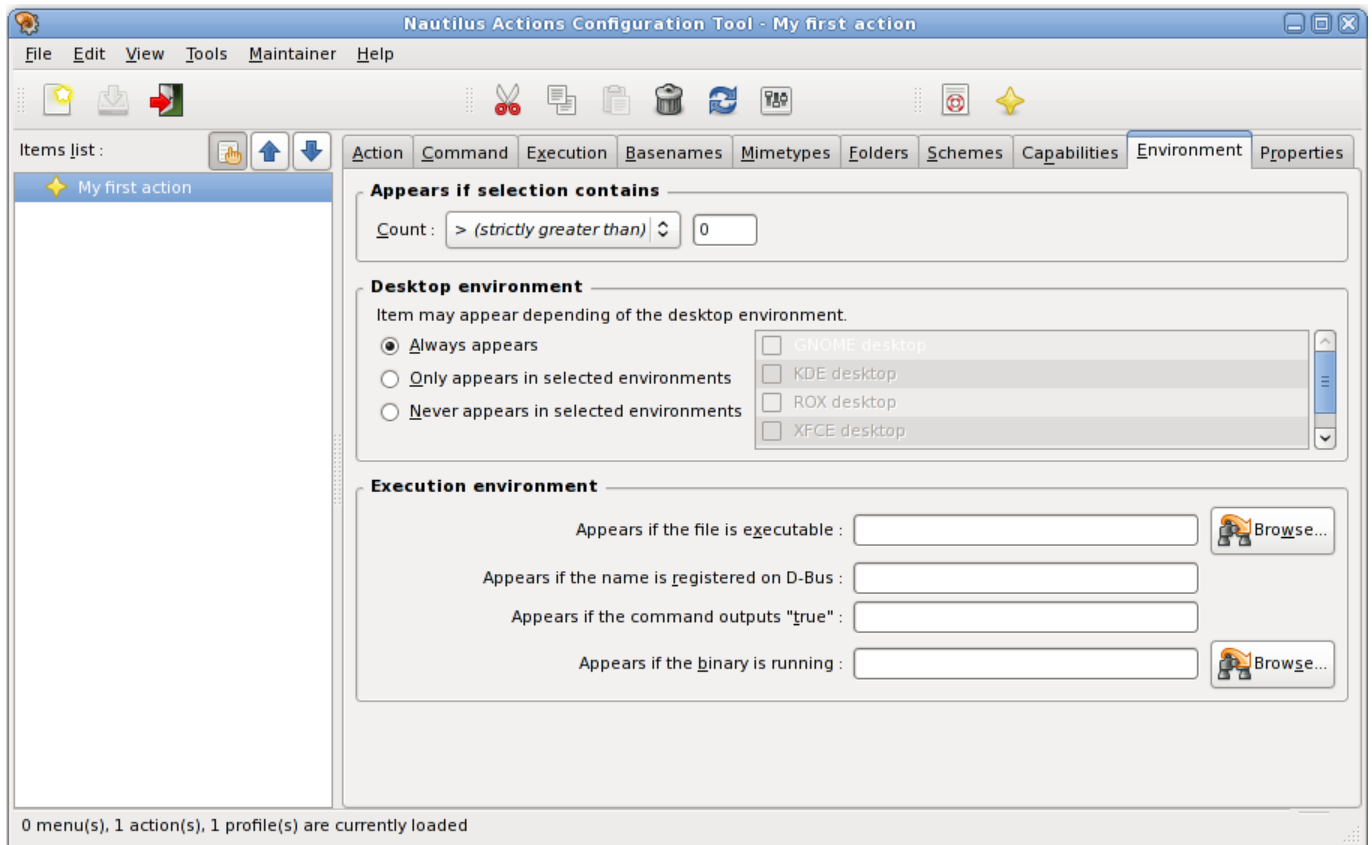 Nautilus Actions Configuration Tool - My first action
File Edit View Tools Maintainer Help
Items list :
Action Command Execution Basenames Mimetypes Folders Schemes Capabilities Environment Properties
My first action
Appears if selection contains
Count : > (strictly greater than) 0
Desktop environment
Item may appear depending of the desktop environment.
Always appears
Only appears in selected environments
Never appears in selected environments
GNOME desktop
KDE desktop
ROX desktop
XFCE desktop
Execution environment
Appears if the file is executable : Browse...
Appears if the name is registered on D-Bus :
Appears if the command outputs "true" :
Appears if the binary is running : Browse...
0 menu(s), 1 action(s), 1 profile(s) are currently loaded